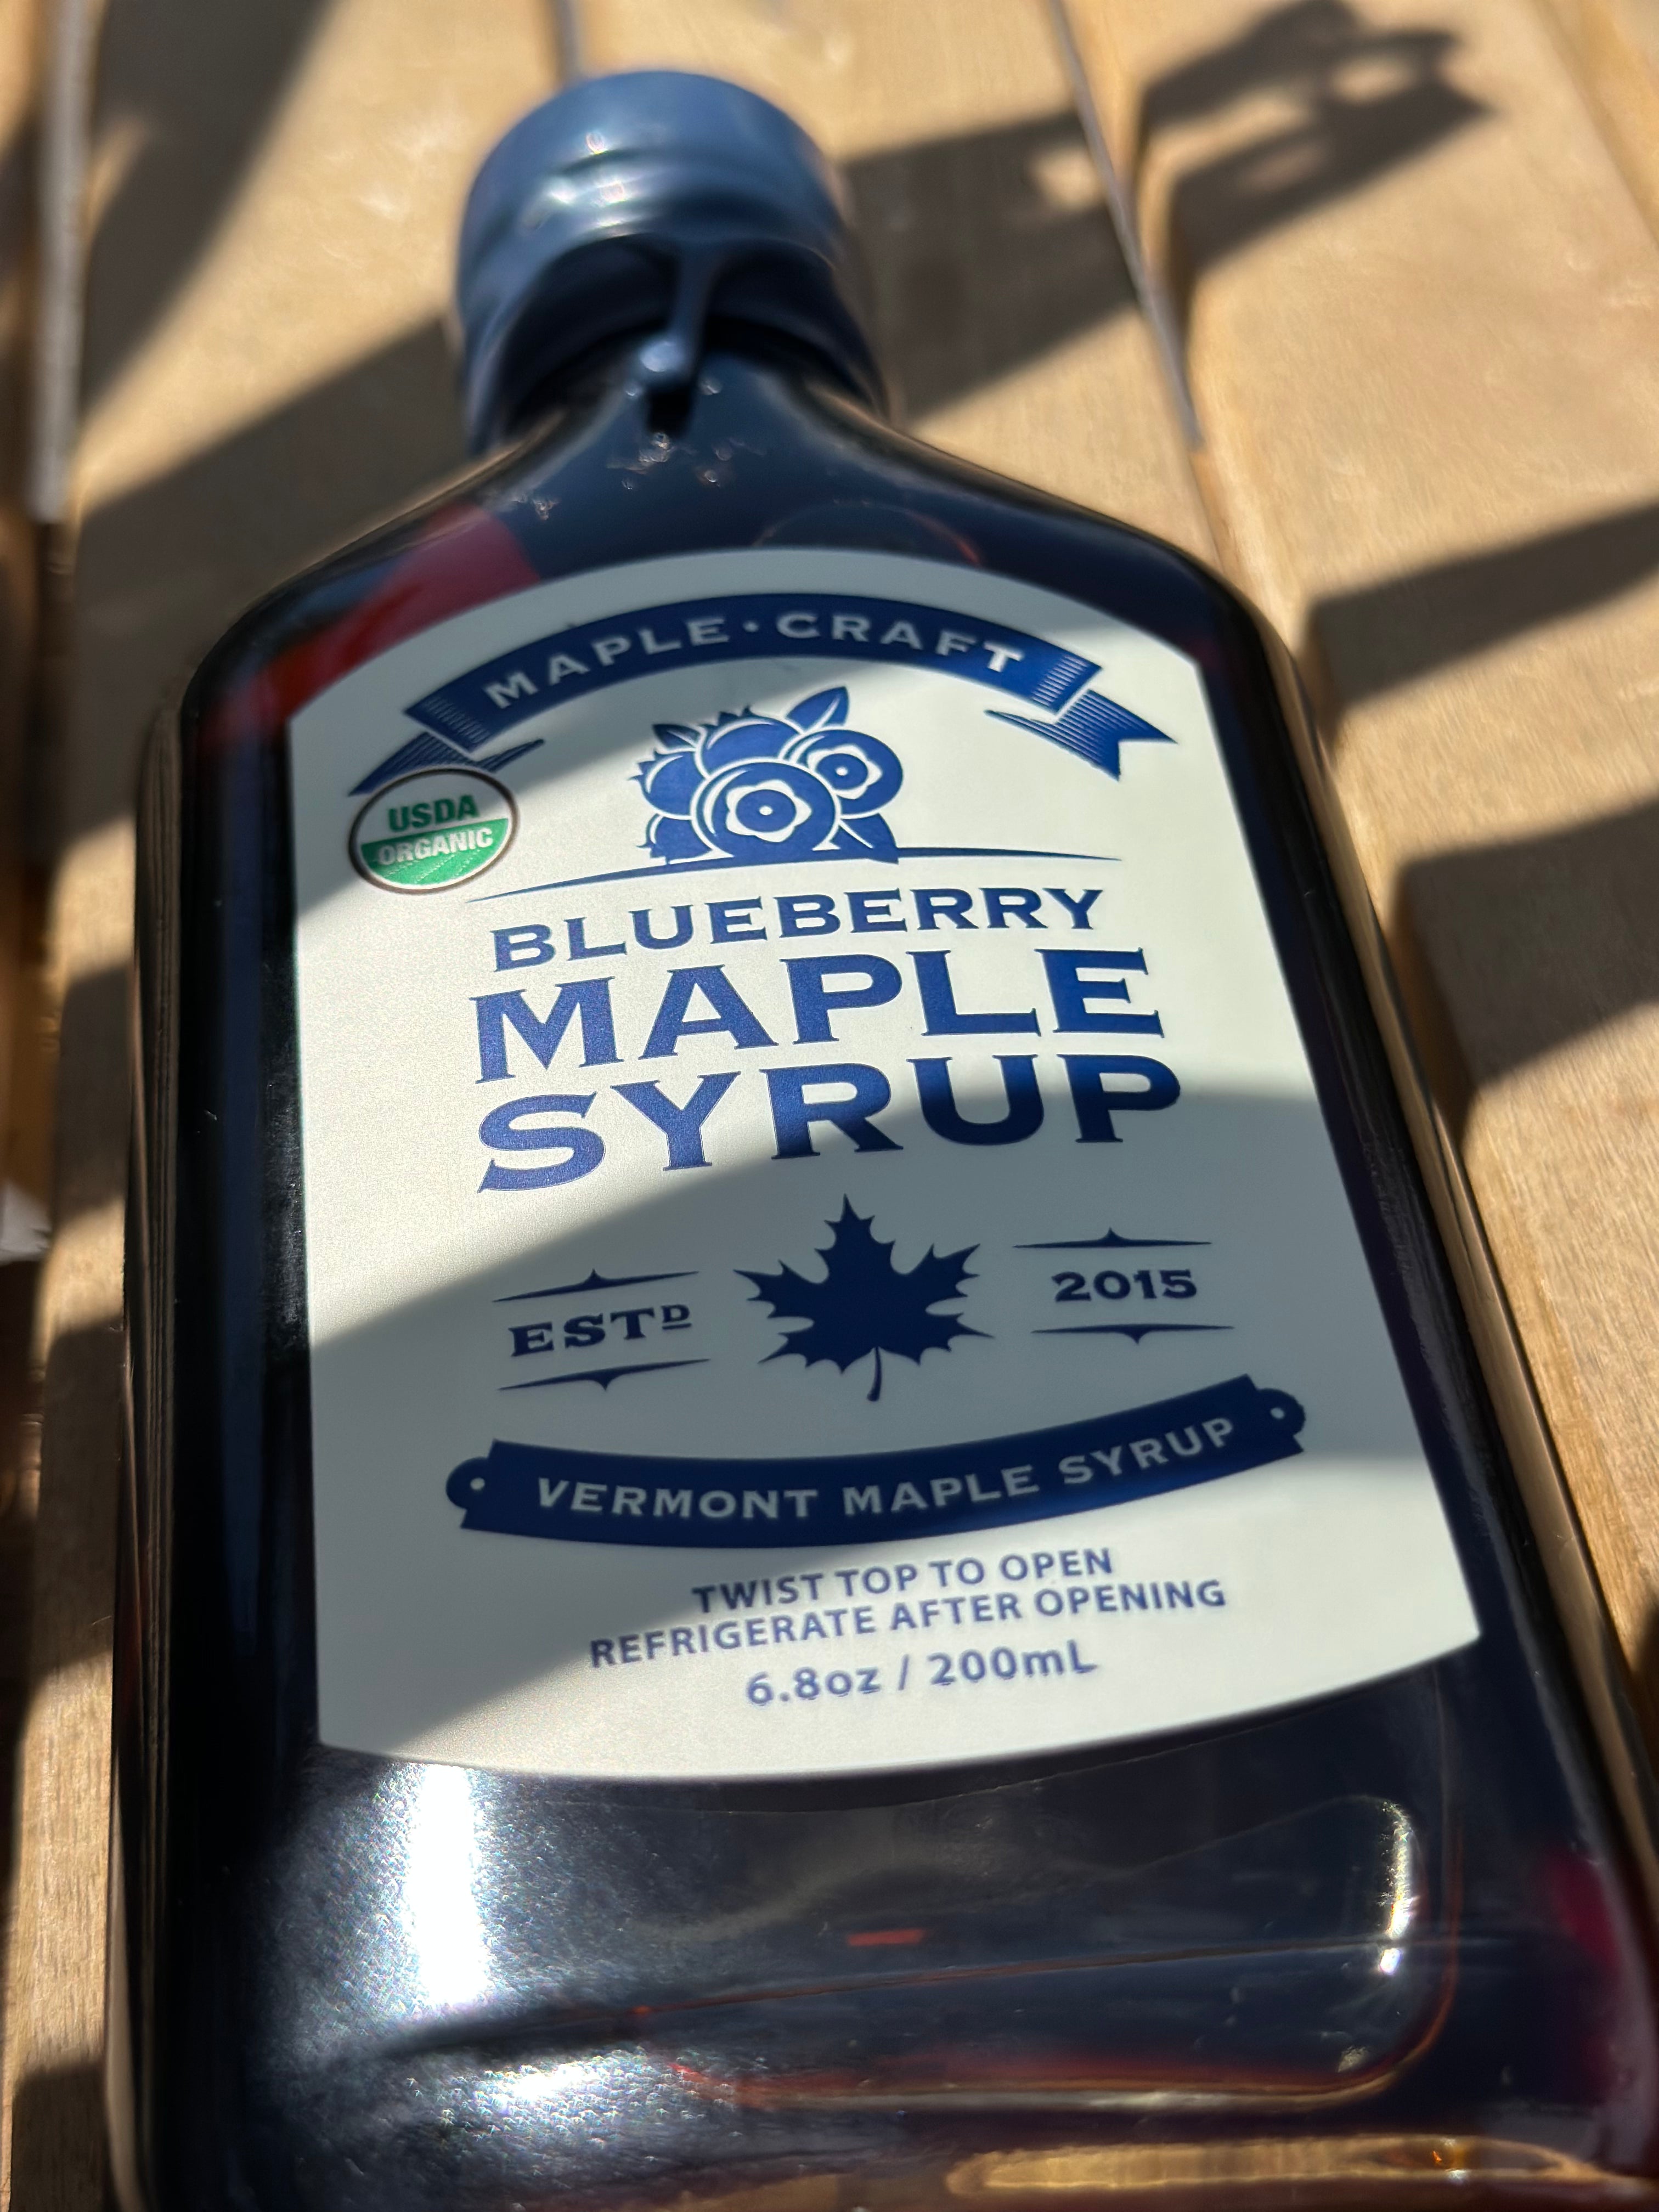 MAPLE·CRAFT
USDA
ORGANIC
BLUEBERRY
MAPLE
SYRUP
ESTD 2015
VERMONT MAPLE SYRUP
TWIST TOP TO OPEN
REFRIGERATE AFTER OPENING
6.8oz / 200mL